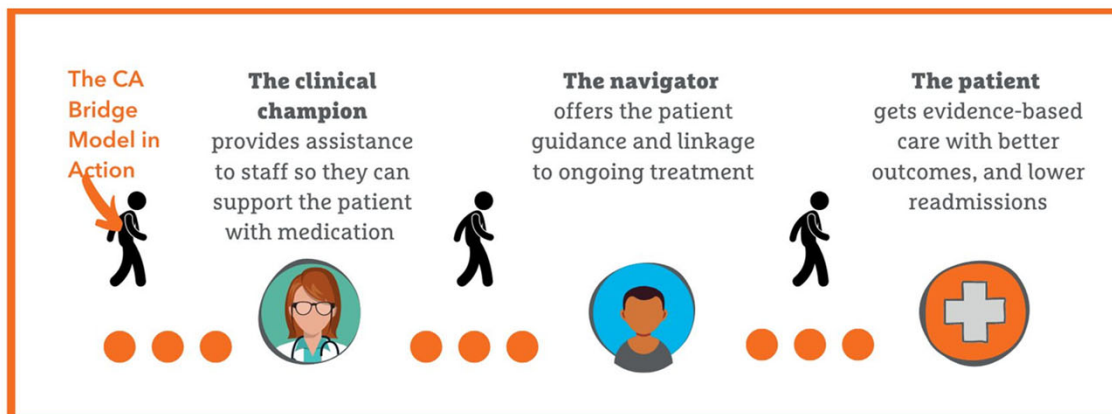 The CA
Bridge
Model in
Action
The clinical
champion
provides assistance
to staff so they can
support the patient
with medication
The navigator
offers the patient
guidance and linkage
to ongoing treatment
The patient
gets evidence-based
care with better
outcomes, and lower
readmissions